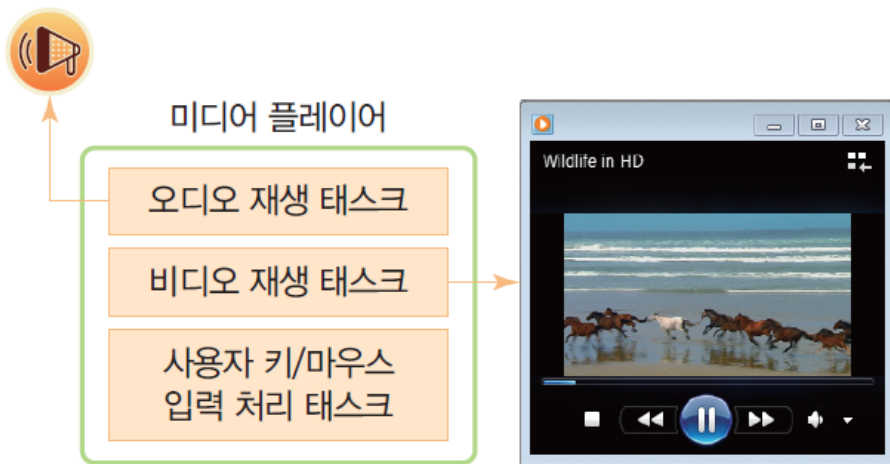 미디어 플레이어
오디오 재생 태스크
비디오 재생 태스크
사용자 키/마우스
입력 처리 태스크
Wildlife in HD